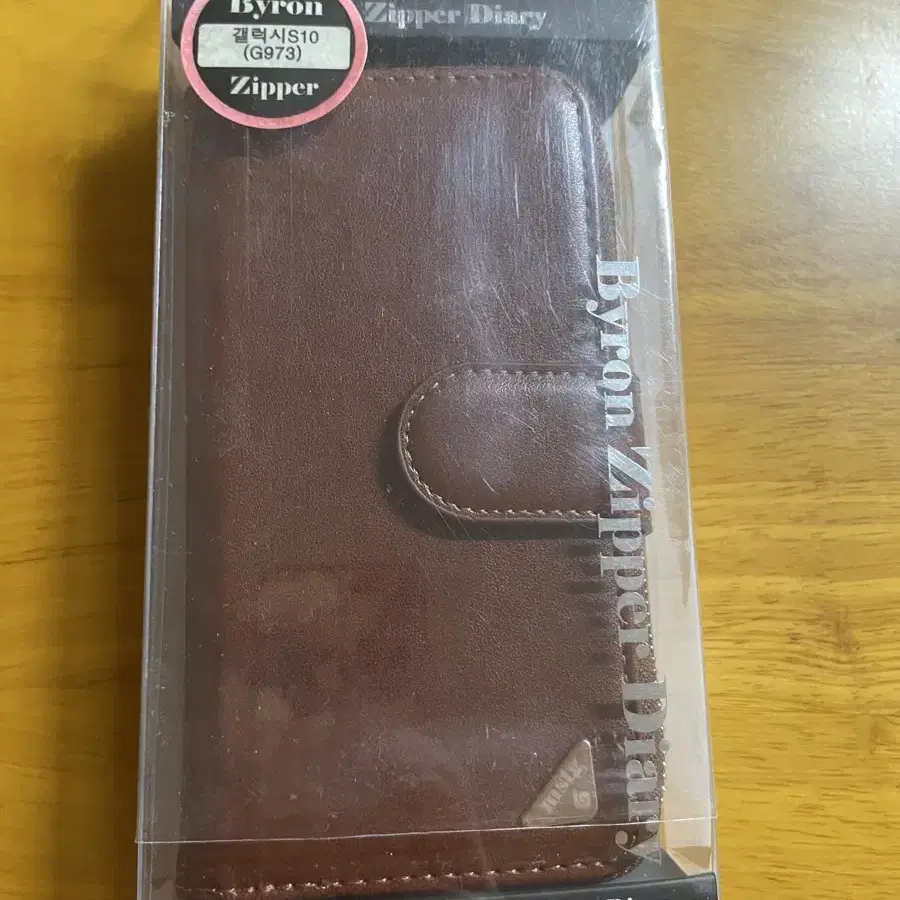 Byron
갤럭시S10
(G973)
Zipper
Zipper Diary
Byron Zipper Diary